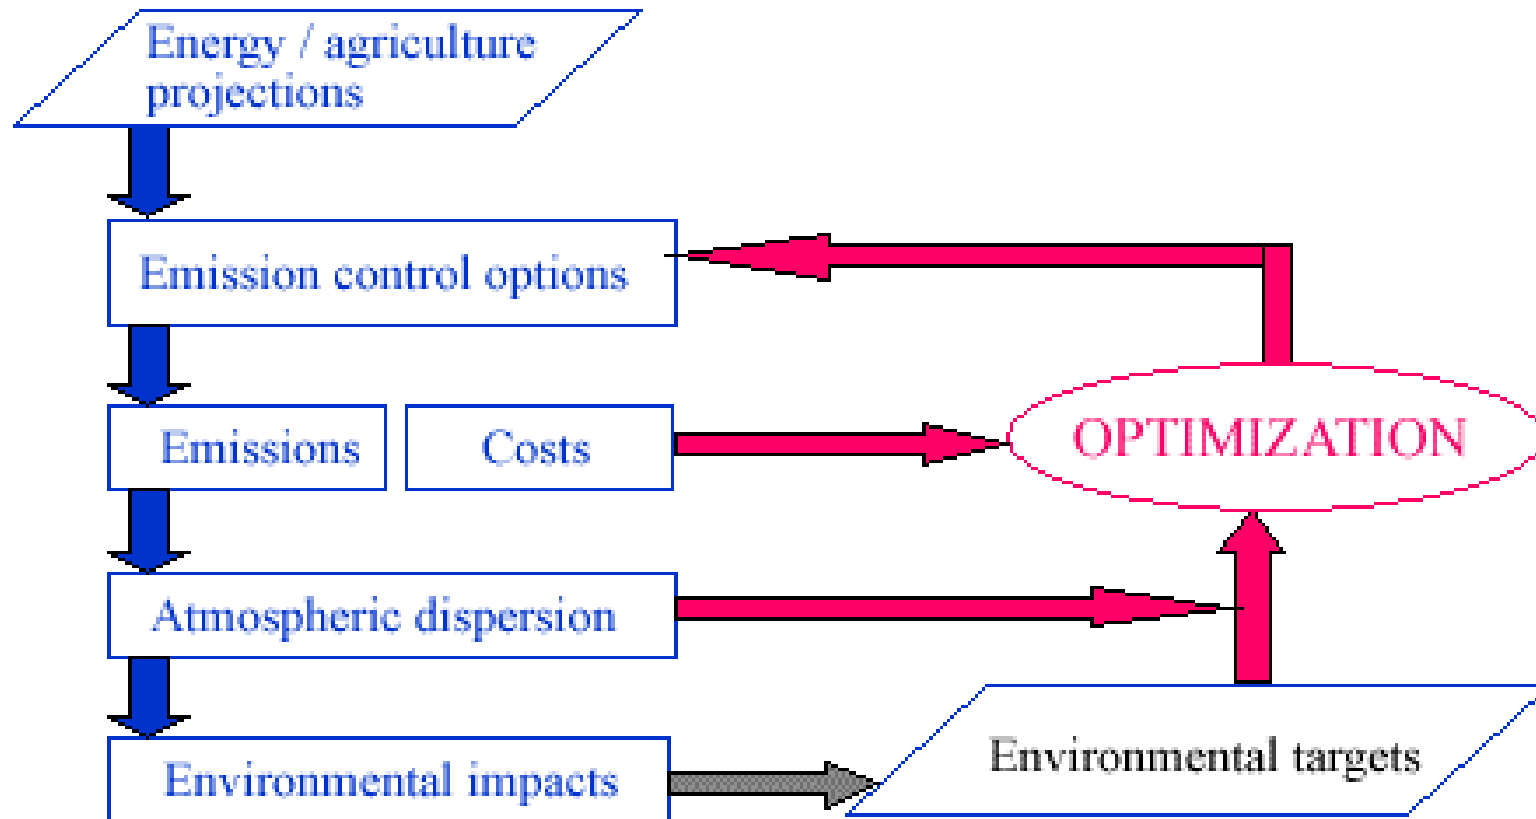 Energy / agriculture
projections
Emission control options
Emissions
Costs
OPTIMIZATION
Atmospheric dispersion
Environmental impacts
Environmental targets